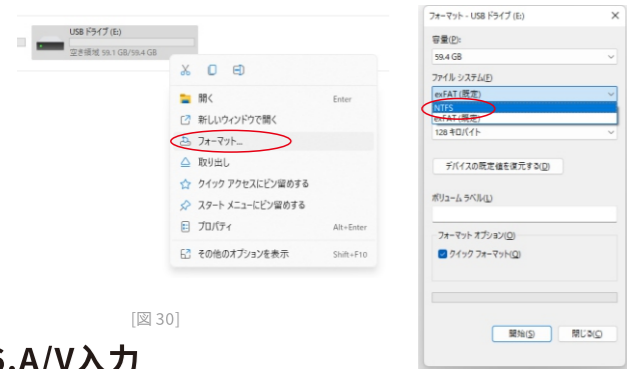 USB ドライブ (E:)
空き領域 59.1 GB/59.4 GB
開く Enter
新しいウィンドウで開く
フォーマット...
取り出し
クイック アクセスにピン留めする
スタート メニューにピン留めする
プロパティ Alt+Enter
その他のオプションを表示 Shift+F10
[図 30]
フォーマット - USB ドライブ (E:)
容量(P):
59.4 GB
ファイル システム(F)
exFAT (既定)
NTFS
exFAT (既定)
128 キロバイト
デバイスの既定値を復元する(D)
ボリューム ラベル(L)
フォーマット オプション(O)
クイック フォーマット(Q)
開始(S)
閉じる(C)
.A/V入力